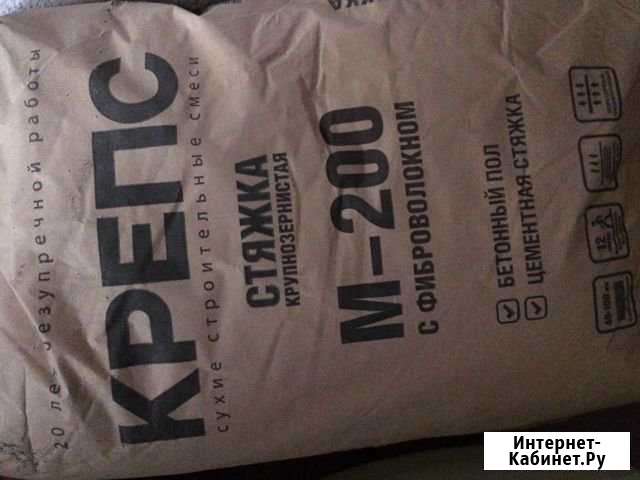 20 лет безупречной работы
КРЕПС
сухие строительные смеси
СТЯЖКА
КРУПНОЗЕРНИСТАЯ
М-200
С ФИБРОВОЛОКНОМ
БЕТОННЫЙ ПОЛ
ЦЕМЕНТНАЯ СТЯЖКА
12
Интернет-
Кабинет.Ру